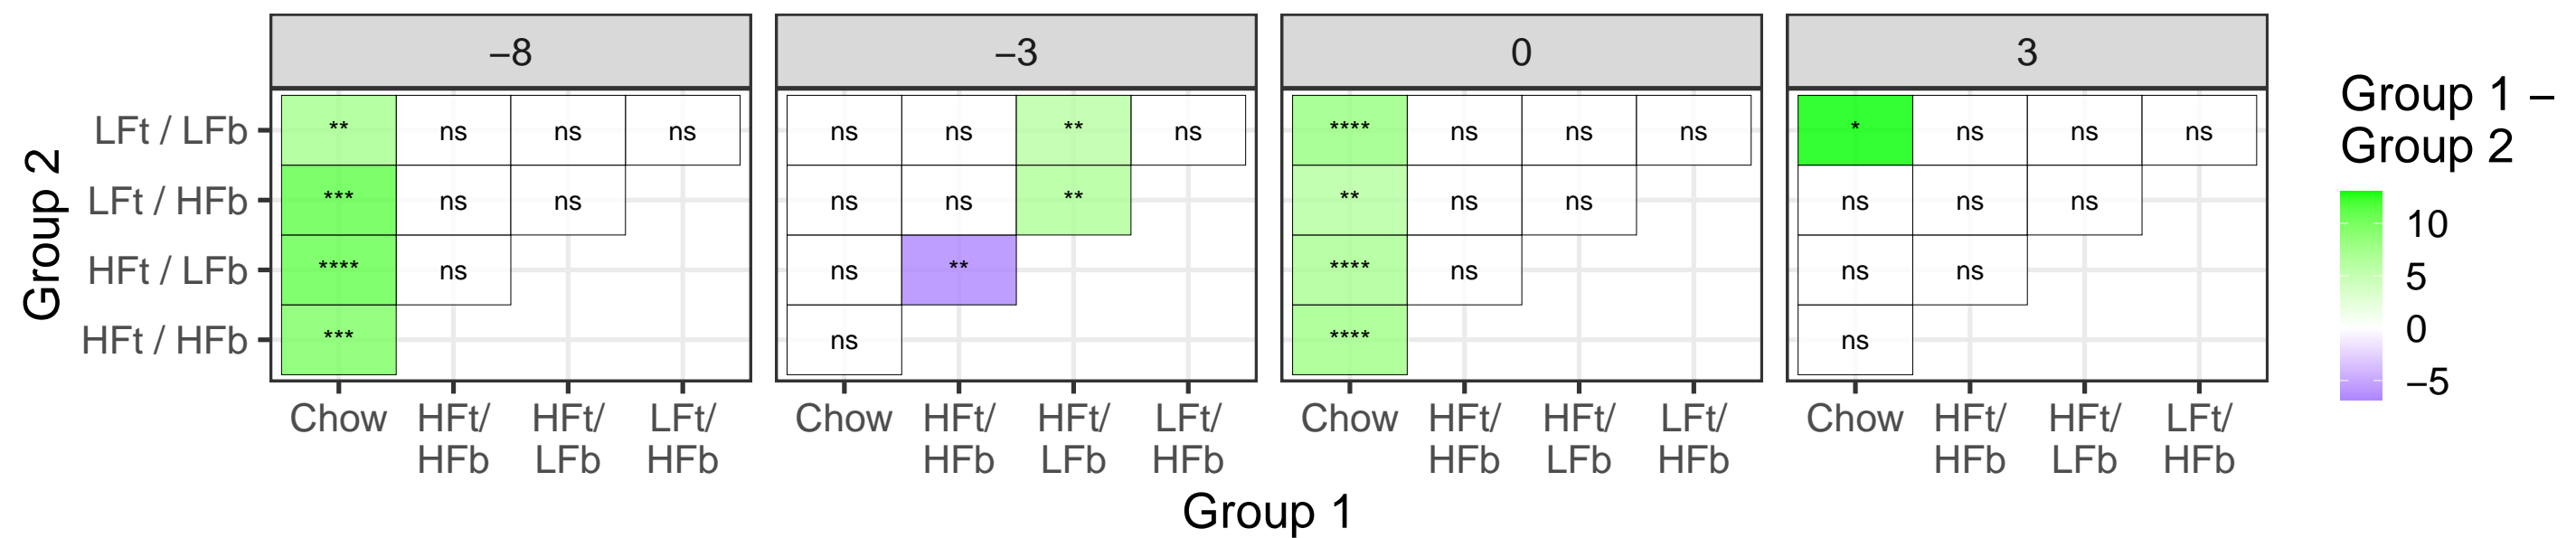 −8 −3 0 3
Group 1 −
Group 2
Group 2
LFt / LFb ** ns ns ns ns ns ** ns **** ns ns ns * ns ns ns
LFt / HFb *** ns ns ns ns ** ** ns ns ns ns ns
HFt / LFb **** ns ns ** **** ns ns ns
HFt / HFb *** ns **** ns
10
5
0
−5
Chow HFt/ HFt/ LFt/ Chow HFt/ HFt/ LFt/ Chow HFt/ HFt/ LFt/ Chow HFt/ HFt/ LFt/
HFb LFb HFb HFb LFb HFb HFb LFb HFb HFb LFb HFb
Group 1